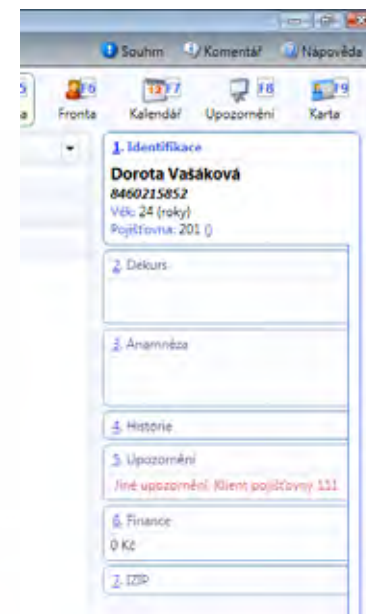 Souhrn Komentář Nápověda
F6 F7 F8 F9
Fronta Kalendář Upozornění Karta
1. Identifikace
Dorota Vašáková
8460215852
Věk: 24 (roky)
Pojišťovna: 201 ()
2. Dekurs
3. Anamnéza
4. Historie
5. Upozornění
Jiné upozornění: Klient pojišťovny 111
6. Finance
0 Kč
7. IZIP